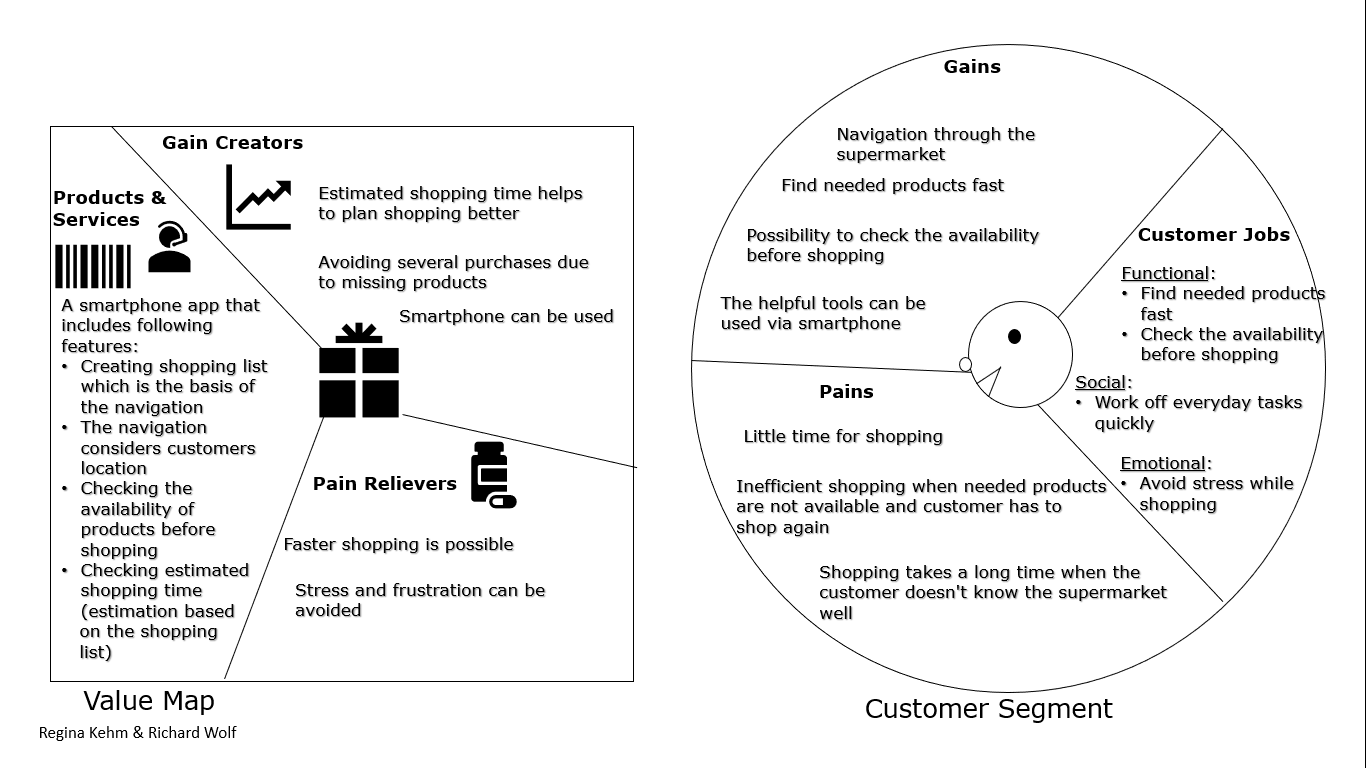 Gain Creators
Estimated shopping time helps
to plan shopping better
Avoiding several purchases due
to missing products
Smartphone can be used
Products &
Services
A smartphone app that
includes following
features:
• Creating shopping list
which is the basis of
the navigation
• The navigation
considers customers
location
• Checking the
availability of
products before
shopping
• Checking estimated
shopping time
(estimation based
on the shopping
list)
Pain Relievers
Faster shopping is possible
Stress and frustration can be
avoided
Value Map
Regina Kehm & Richard Wolf
Gains
Navigation through the
supermarket
Find needed products fast
Possibility to check the availability
before shopping
The helpful tools can be
used via smartphone
Customer Jobs
Functional:
• Find needed products
fast
• Check the availability
before shopping
Social:
• Work off everyday tasks
quickly
Emotional:
• Avoid stress while
shopping
Pains
Little time for shopping
Inefficient shopping when needed products
are not available and customer has to
shop again
Shopping takes a long time when the
customer doesn't know the supermarket
well
Customer Segment